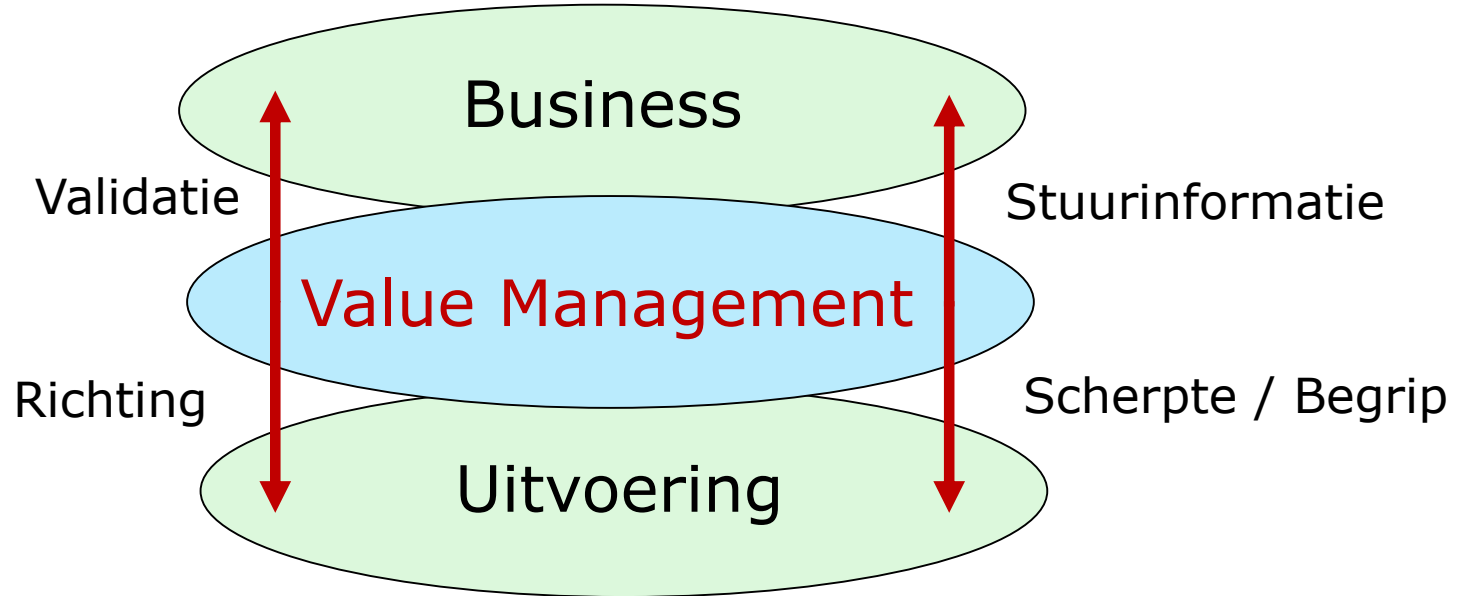 Business
Validatie
Stuurinformatie
Value Management
Richting
Scherpte / Begrip
Uitvoering